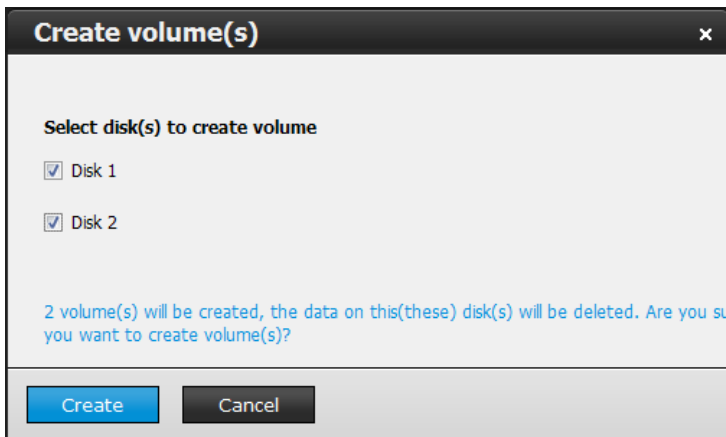 Create volume(s)
Select disk(s) to create volume
Disk 1
Disk 2
2 volume(s) will be created, the data on this(these) disk(s) will be deleted. Are you
you want to create volume(s)?
Create
Cancel